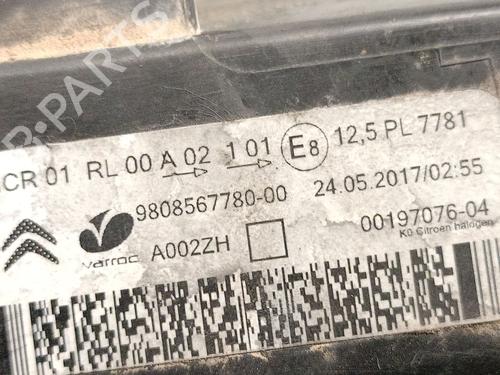 CR 01 RL 00 A 02 1 01 E8 12,5 PL 7781
9808567780-00 24.05.2017/02:55
varroc A002ZH 00197076-04
K0 Citroen halogen